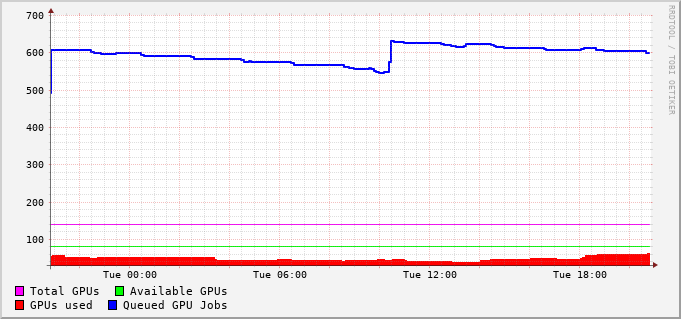 700
600
500
400
300
200
100
Tue 00:00 Tue 06:00 Tue 12:00 Tue 18:00
Total GPUs Available GPUs
GPUs used Queued GPU Jobs
RRDTOOL / TOBI OETIKER